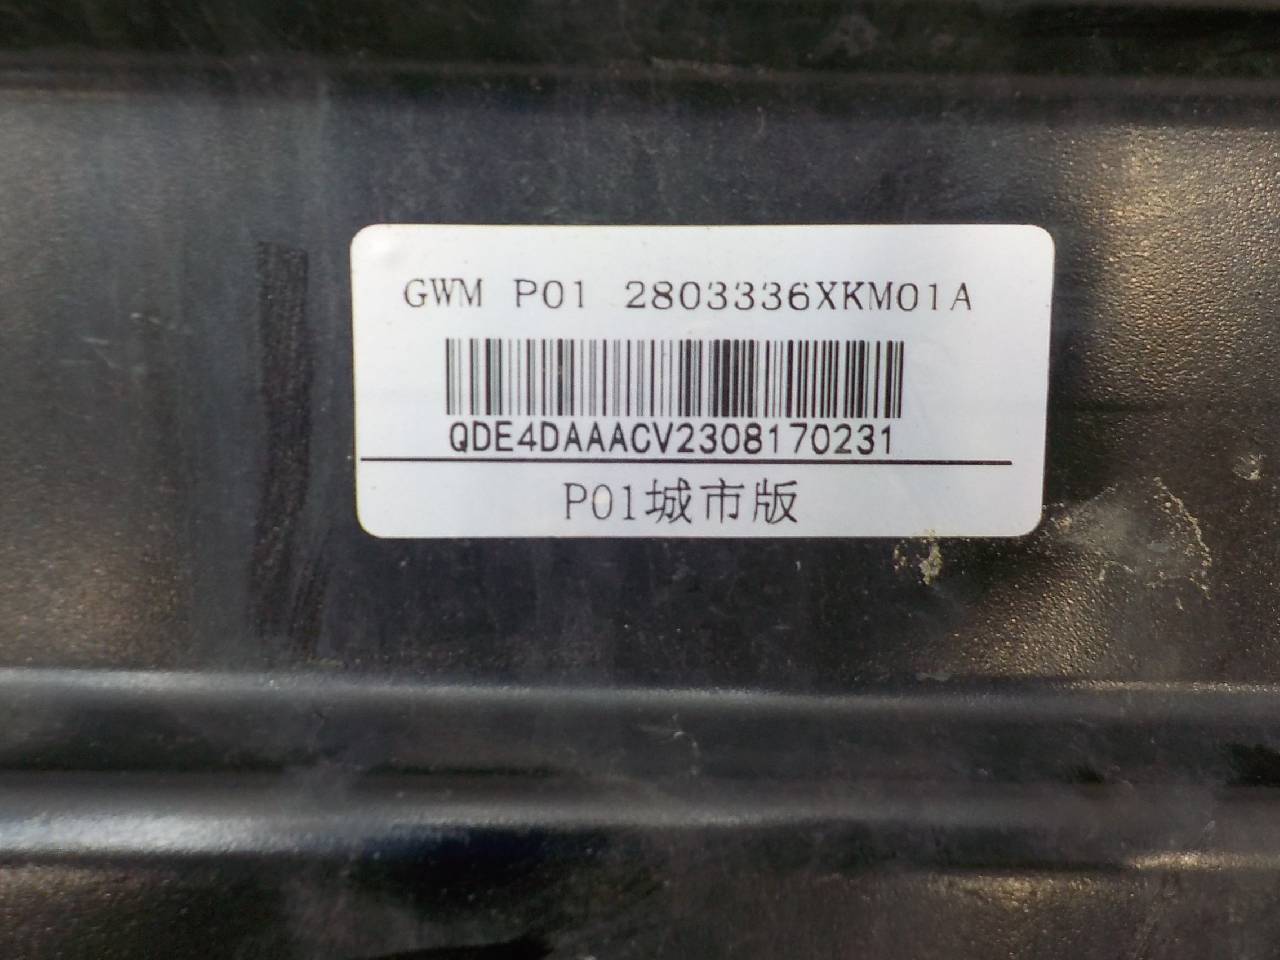 GWM P01 2803336XKM01A
QDE4DAAACV2308170231
P01城市版